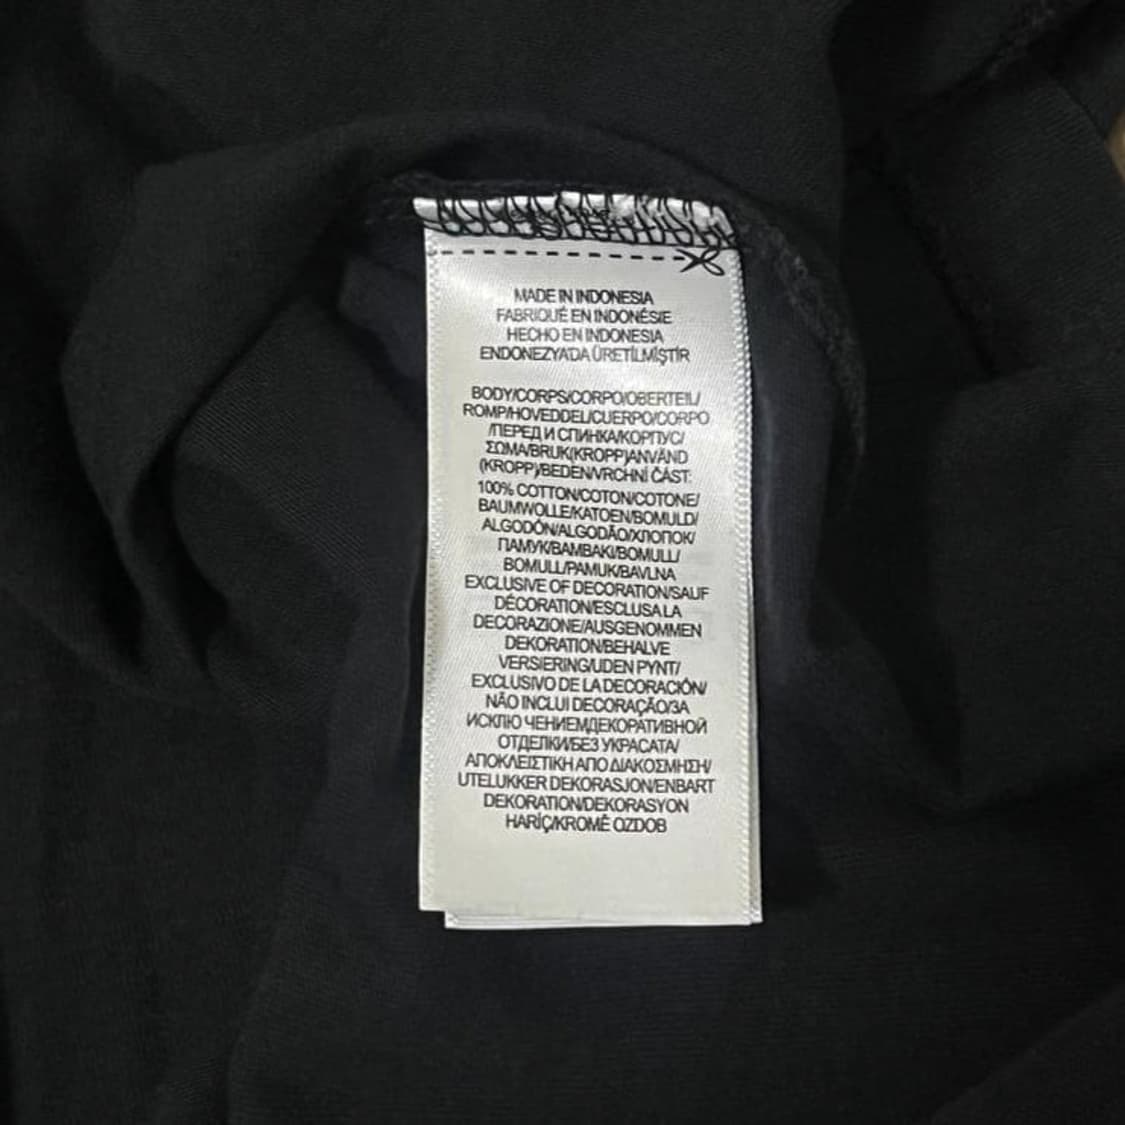 MADE IN INDONESIA
FABRIQUÉ EN INDONÉSIE
HECHO EN INDONESIA
ENDONEZYA'DA ÜRETİLMİŞTİR
BODY/CORPS/CORPO/OBERTEIL/
ROMP/HOVEDDEL/CUERPO/CORPO
/ПЕРЕД И СПИНКА/КОРПУС/
ΣΩΜΑ/BRUK(KROPP)ANVÄND
(KROPP)/BEDEN/VRCHNÍ ČÁST:
100% COTTON/COTON/COTONE/
BAUMWOLLE/KATOEN/BOMULD/
ALGODÓN/ALGODÃO/ХЛОПОК/
ПАМУК/BAMBAKI/BOMULL/
BOMULL/PAMUK/BAVLNA
EXCLUSIVE OF DECORATION/SAUF
DÉCORATION/ESCLUSA LA
DECORAZIONE/AUSGENOMMEN
DEKORATION/BEHALVE
VERSIERING/UDEN PYNT/
EXCLUSIVO DE LA DECORACIÓN/
NÃO INCLUI DECORAÇÃO/ЗА
ИСКЛЮ ЧЕНИЕМДЕКОРАТИВНОЙ
ОТДЕЛКИ/БЕЗ УКРАСАТА/
ΑΠΟΚΛΕΙΣΤΙΚΗ ΑΠΟ ΔΙΑΚΟΣΜΗΣΗ/
UTELUKKER DEKORASJON/ENBART
DEKORATION/DEKORASYON
HARİÇ/KROMĚ OZDOB